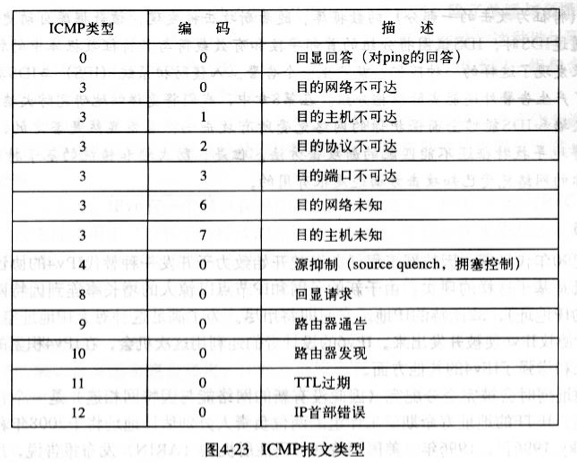 ICMP类型 编 码 描 述
0 0 回显回答（对ping的回答）
3 0 目的网络不可达
3 1 目的主机不可达
3 2 目的协议不可达
3 3 目的端口不可达
3 6 目的网络未知
3 7 目的主机未知
4 0 源抑制（source quench，拥塞控制）
8 0 回显请求
9 0 路由器通告
10 0 路由器发现
11 0 TTL过期
12 0 IP首部错误
图4-23 ICMP报文类型